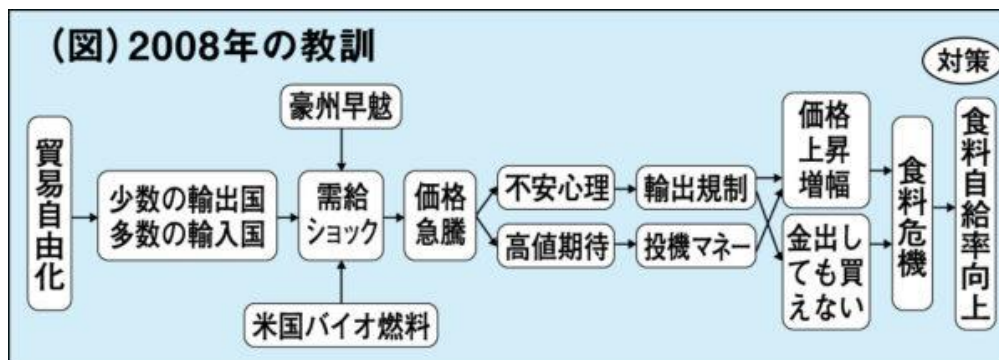 (図)2008年の教訓
対策
豪州早魃
貿易自由化
少数の輸出国
多数の輸入国
需給
ショック
米国バイオ燃料
価格
急騰
不安心理
高値期待
輸出規制
投機マネー
価格
上昇
増幅
金出し
ても買
えない
食料危機
食料自給率向上